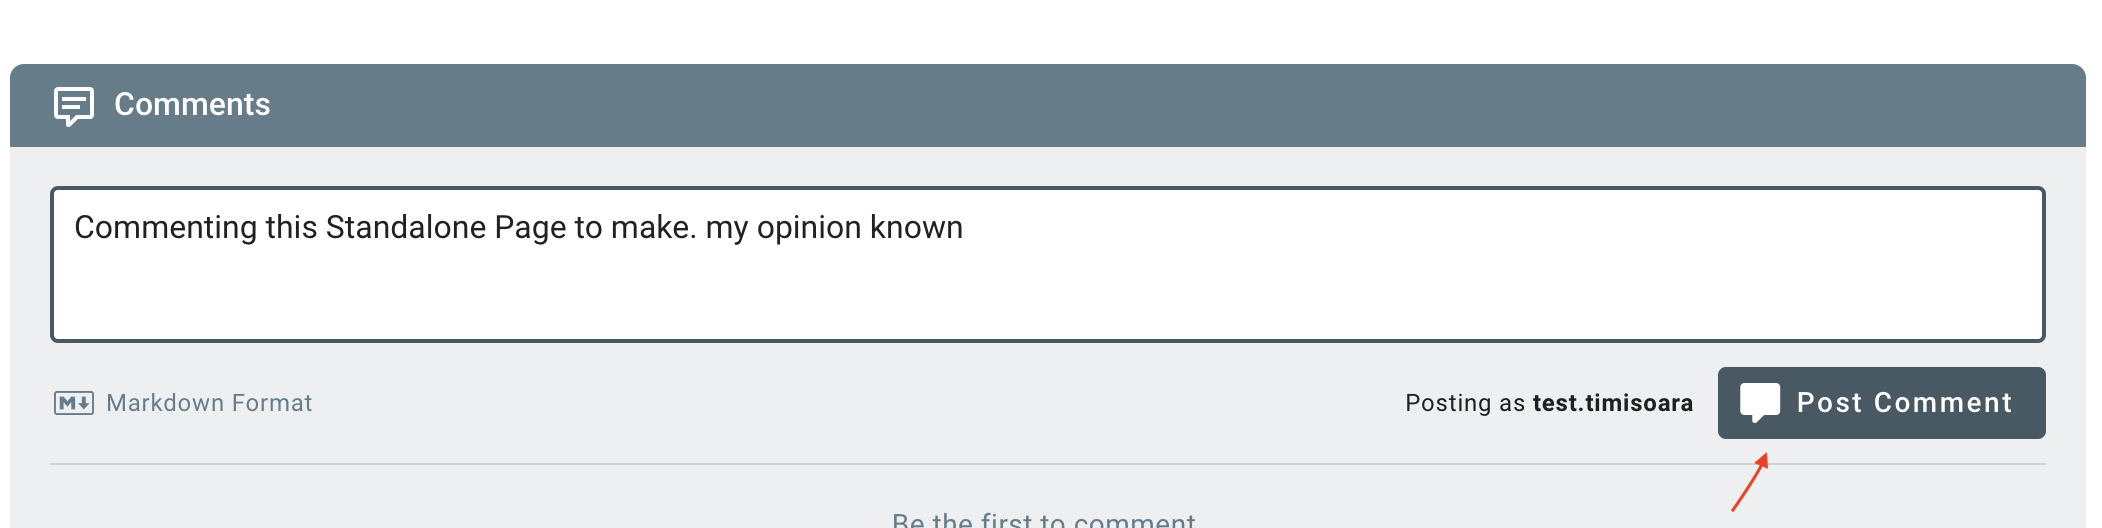 Comments
Commenting this Standalone Page to make. my opinion known
M Markdown Format
Posting as test.timisoara
Post Comment
Be the first to comment